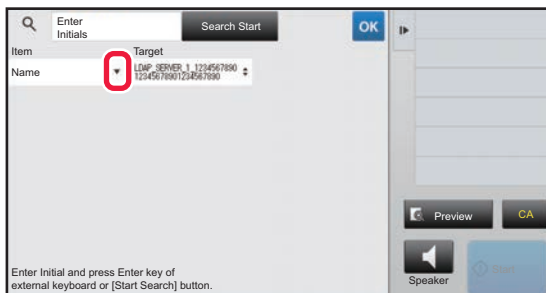 Enter
Initials
Search Start
OK
Item
Target
Name
LDAP_SERVER_1_1234567890
12345678901234567890
Preview
CA
Speaker
Start
Enter Initial and press Enter key of
external keyboard or [Start Search] button.